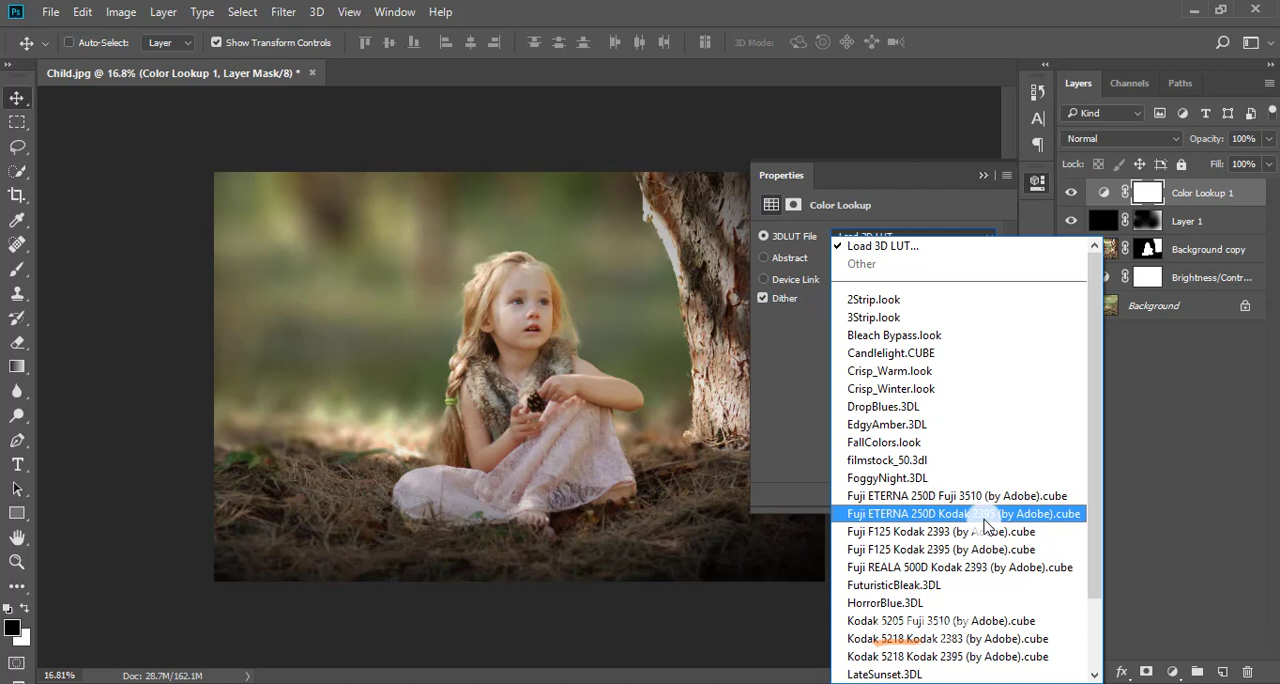 Ps File Edit Image Layer Type Select Filter 3D View Window Help
Auto-Select: Layer Show Transform Controls 3D Mode:
Child.jpg @ 16.8% (Color Lookup 1, Layer Mask/8) * ×
Layers Channels Paths
Kind
Normal Opacity: 100%
Lock: Fill: 100%
Color Lookup 1
Layer 1
Background copy
Brightness/Contr...
Background
Properties
Color Lookup
3DLUT File Load 3D LUT...
Abstract
Device Link
Dither
Load 3D LUT...
Other
2Strip.look
3Strip.look
Bleach Bypass.look
Candlelight.CUBE
Crisp_Warm.look
Crisp_Winter.look
DropBlues.3DL
EdgyAmber.3DL
FallColors.look
filmstock_50.3dl
FoggyNight.3DL
Fuji ETERNA 250D Fuji 3510 (by Adobe).cube
Fuji ETERNA 250D Kodak 2395 (by Adobe).cube
Fuji F125 Kodak 2393 (by Adobe).cube
Fuji F125 Kodak 2395 (by Adobe).cube
Fuji REALA 500D Kodak 2393 (by Adobe).cube
FuturisticBleak.3DL
HorrorBlue.3DL
Kodak 5205 Fuji 3510 (by Adobe).cube
Kodak 5218 Kodak 2383 (by Adobe).cube
Kodak 5218 Kodak 2395 (by Adobe).cube
LateSunset.3DL
16.81% Doc: 28.7M/162.1M